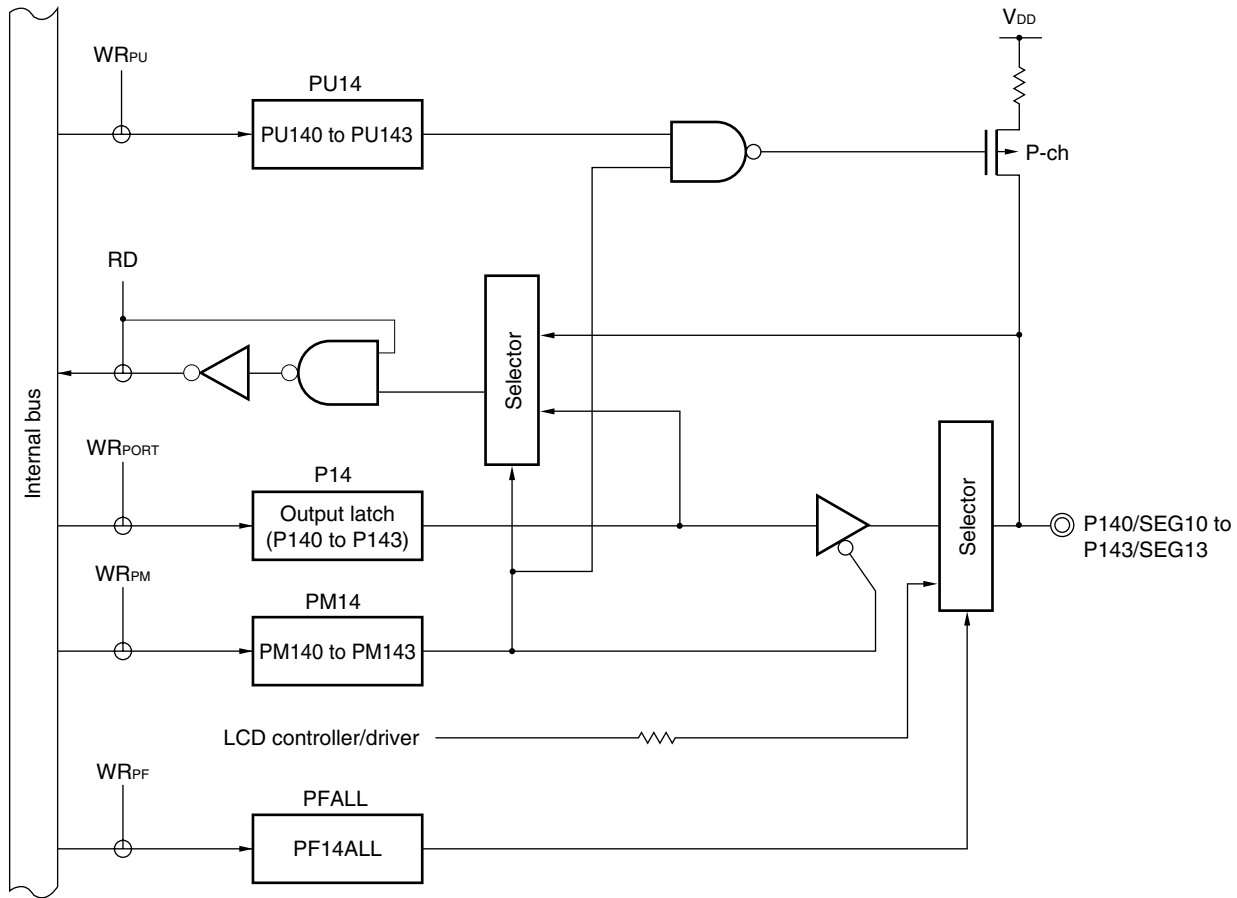 VDD
WRPU
PU14
PU140 to PU143
P-ch
RD
Selector
Internal bus
WRPORT
P14
Output latch
(P140 to P143)
Selector
P140/SEG10 to
P143/SEG13
WRPM
PM14
PM140 to PM143
LCD controller/driver
WRPF
PFALL
PF14ALL